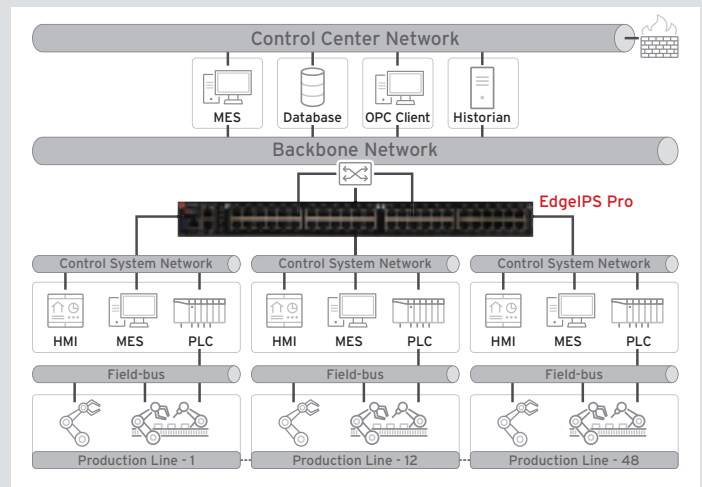 Control Center Network
MES
Database
OPC Client
Historian
Backbone Network
EdgeIPS Pro
Control System Network
Control System Network
Control System Network
HMI
MES
PLC
HMI
MES
PLC
HMI
MES
PLC
Field-bus
Field-bus
Field-bus
Production Line - 1
Production Line - 12
Production Line - 48